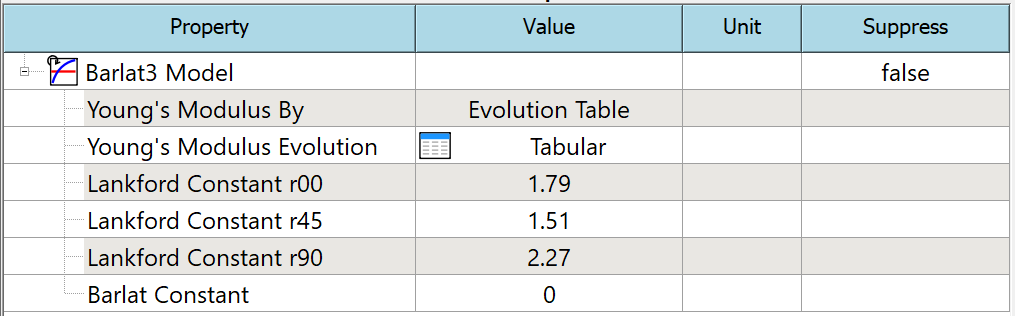 Property Value Unit Suppress
Barlat3 Model false
Young's Modulus By Evolution Table
Young's Modulus Evolution Tabular
Lankford Constant r00 1.79
Lankford Constant r45 1.51
Lankford Constant r90 2.27
Barlat Constant 0